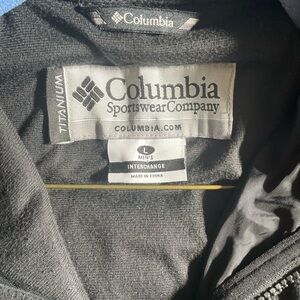 Columbia
TITANIUM
Columbia
Sportswear Company
COLUMBIA.COM
L
MEN'S
INTERCHANGE
MADE IN CHINA